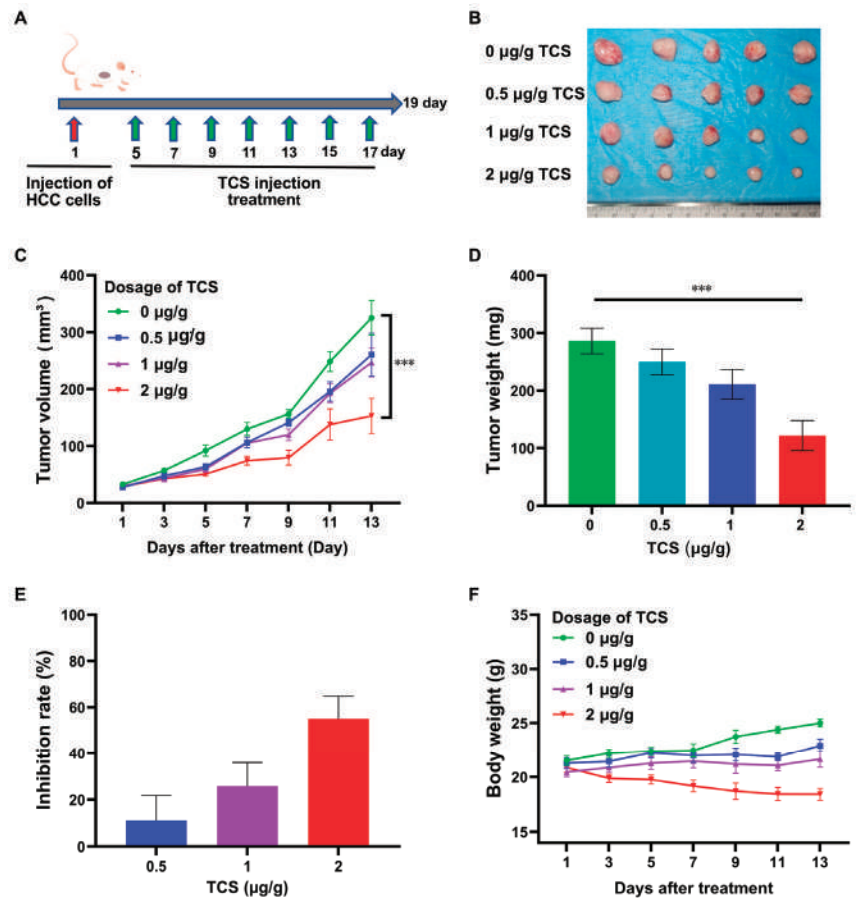 A
19 day
1
5 7 9 11 13 15 17 day
Injection of
HCC cells
TCS injection
treatment
B
0 µg/g TCS
0.5 µg/g TCS
1 µg/g TCS
2 µg/g TCS
C
Dosage of TCS
0 µg/g
0.5 µg/g
1 µg/g
2 µg/g
***
Tumor volume (mm³)
400
300
200
100
0
1 3 5 7 9 11 13
Days after treatment (Day)
D
***
Tumor weight (mg)
400
300
200
100
0
0 0.5 1 2
TCS (µg/g)
E
Inhibition rate (%)
100
80
60
40
20
0
0.5 1 2
TCS (µg/g)
F
Dosage of TCS
0 µg/g
0.5 µg/g
1 µg/g
2 µg/g
Body weight (g)
35
30
25
20
15
1 3 5 7 9 11 13
Days after treatment